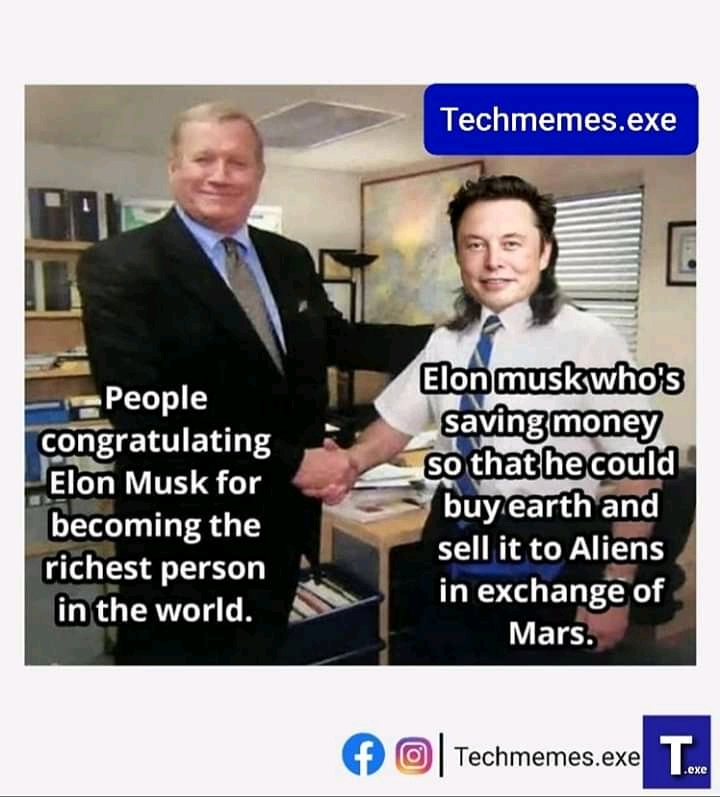 Techmemes.exe
People
congratulating
Elon Musk for
becoming the
richest person
in the world.
Elon musk who's
saving money
so that he could
buy earth and
sell it to Aliens
in exchange of
Mars.
Techmemes.exe
T.exe